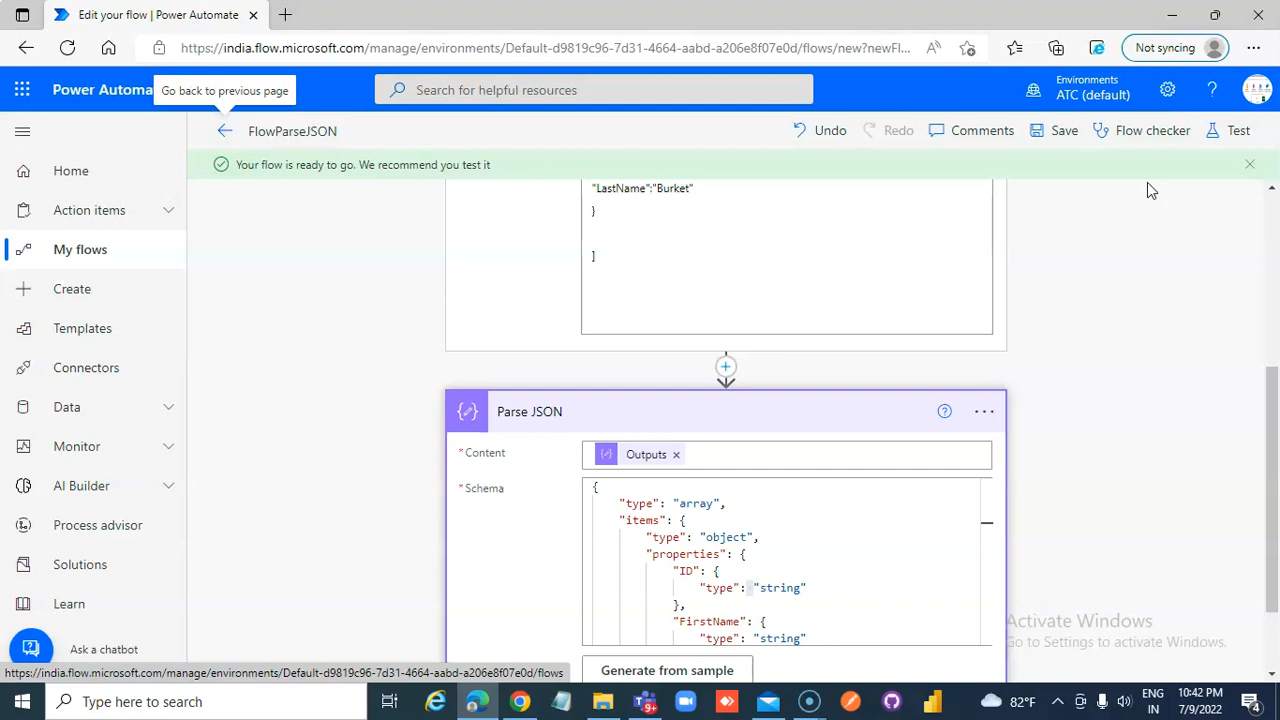 Edit your flow | Power Automate
https://india.flow.microsoft.com/manage/environments/Default-d9819c96-7d31-4664-aabd-a206e8f07e0d/flows/new?newFl...
Not syncing
Power Automa
Go back to previous page
Search for helpful resources
Environments
ATC (default)
FlowParseJSON
Undo
Redo
Comments
Save
Flow checker
Test
Your flow is ready to go. We recommend you test it
Home
Action items
My flows
Create
Templates
Connectors
Data
Monitor
AI Builder
Process advisor
Solutions
Learn
Ask a chatbot
"LastName":"Burket"
}
]
Parse JSON
* Content
Outputs
* Schema
{
"type": "array",
"items": {
"type": "object",
"properties": {
"ID": {
"type": "string"
},
"FirstName": {
"type": "string"
Generate from sample
Activate Windows
Go to Settings to activate Windows.
https://india.flow.microsoft.com/manage/environments/Default-d9819c96-7d31-4664-aabd-a206e8f07e0d/flows
Type here to search
9+
82°F
ENG
IN
10:42 PM
7/9/2022
4